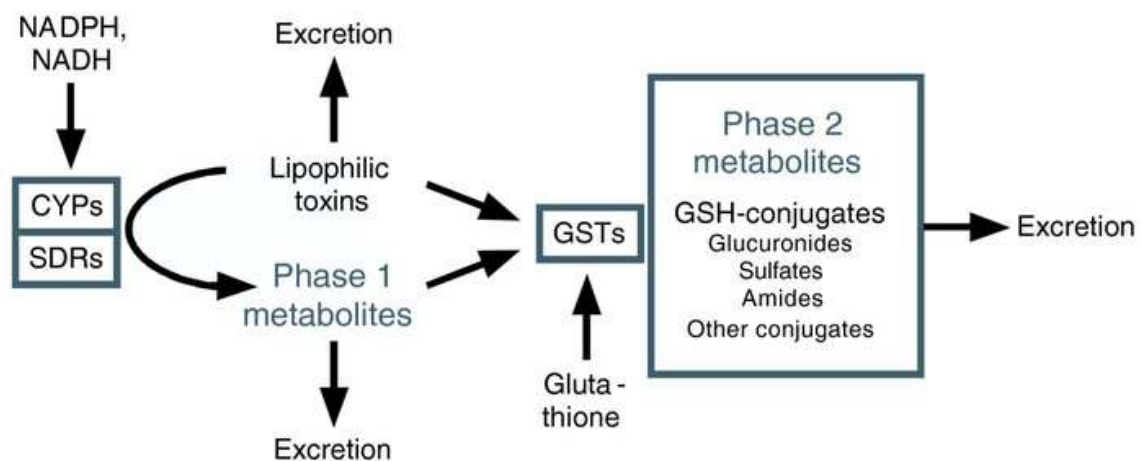 NADPH,
NADH
CYPs
SDRs
Excretion
Lipophilic
toxins
Phase 1
metabolites
Excretion
GSTs
Gluta -
thione
Phase 2
metabolites
GSH-conjugates
Glucuronides
Sulfates
Amides
Other conjugates
Excretion